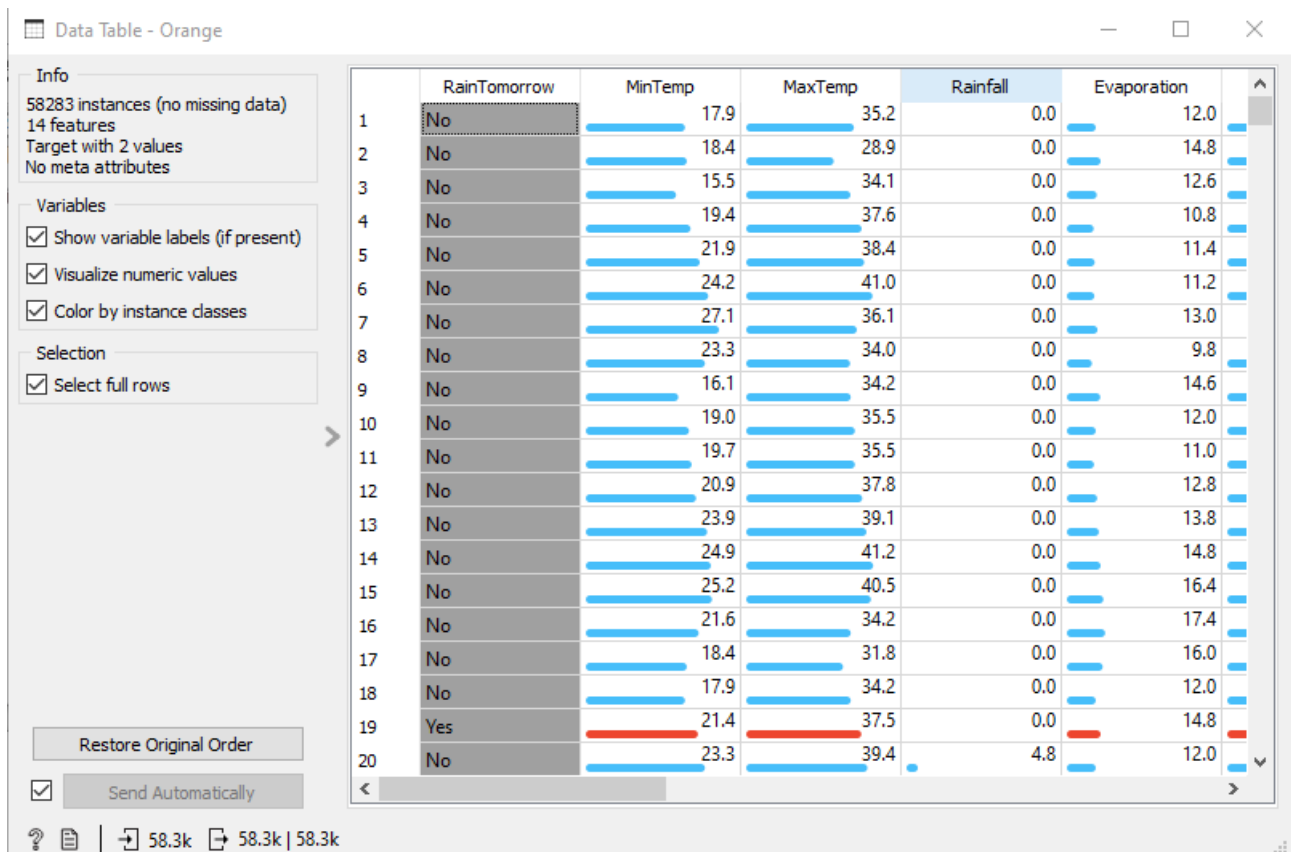 Data Table - Orange
Info
58283 instances (no missing data)
14 features
Target with 2 values
No meta attributes
Variables
Show variable labels (if present)
Visualize numeric values
Color by instance classes
Selection
Select full rows
Restore Original Order
Send Automatically
RainTomorrow MinTemp MaxTemp Rainfall Evaporation
1 No 17.9 35.2 0.0 12.0
2 No 18.4 28.9 0.0 14.8
3 No 15.5 34.1 0.0 12.6
4 No 19.4 37.6 0.0 10.8
5 No 21.9 38.4 0.0 11.4
6 No 24.2 41.0 0.0 11.2
7 No 27.1 36.1 0.0 13.0
8 No 23.3 34.0 0.0 9.8
9 No 16.1 34.2 0.0 14.6
10 No 19.0 35.5 0.0 12.0
11 No 19.7 35.5 0.0 11.0
12 No 20.9 37.8 0.0 12.8
13 No 23.9 39.1 0.0 13.8
14 No 24.9 41.2 0.0 14.8
15 No 25.2 40.5 0.0 16.4
16 No 21.6 34.2 0.0 17.4
17 No 18.4 31.8 0.0 16.0
18 No 17.9 34.2 0.0 12.0
19 Yes 21.4 37.5 0.0 14.8
20 No 23.3 39.4 4.8 12.0
? | 58.3k 58.3k | 58.3k